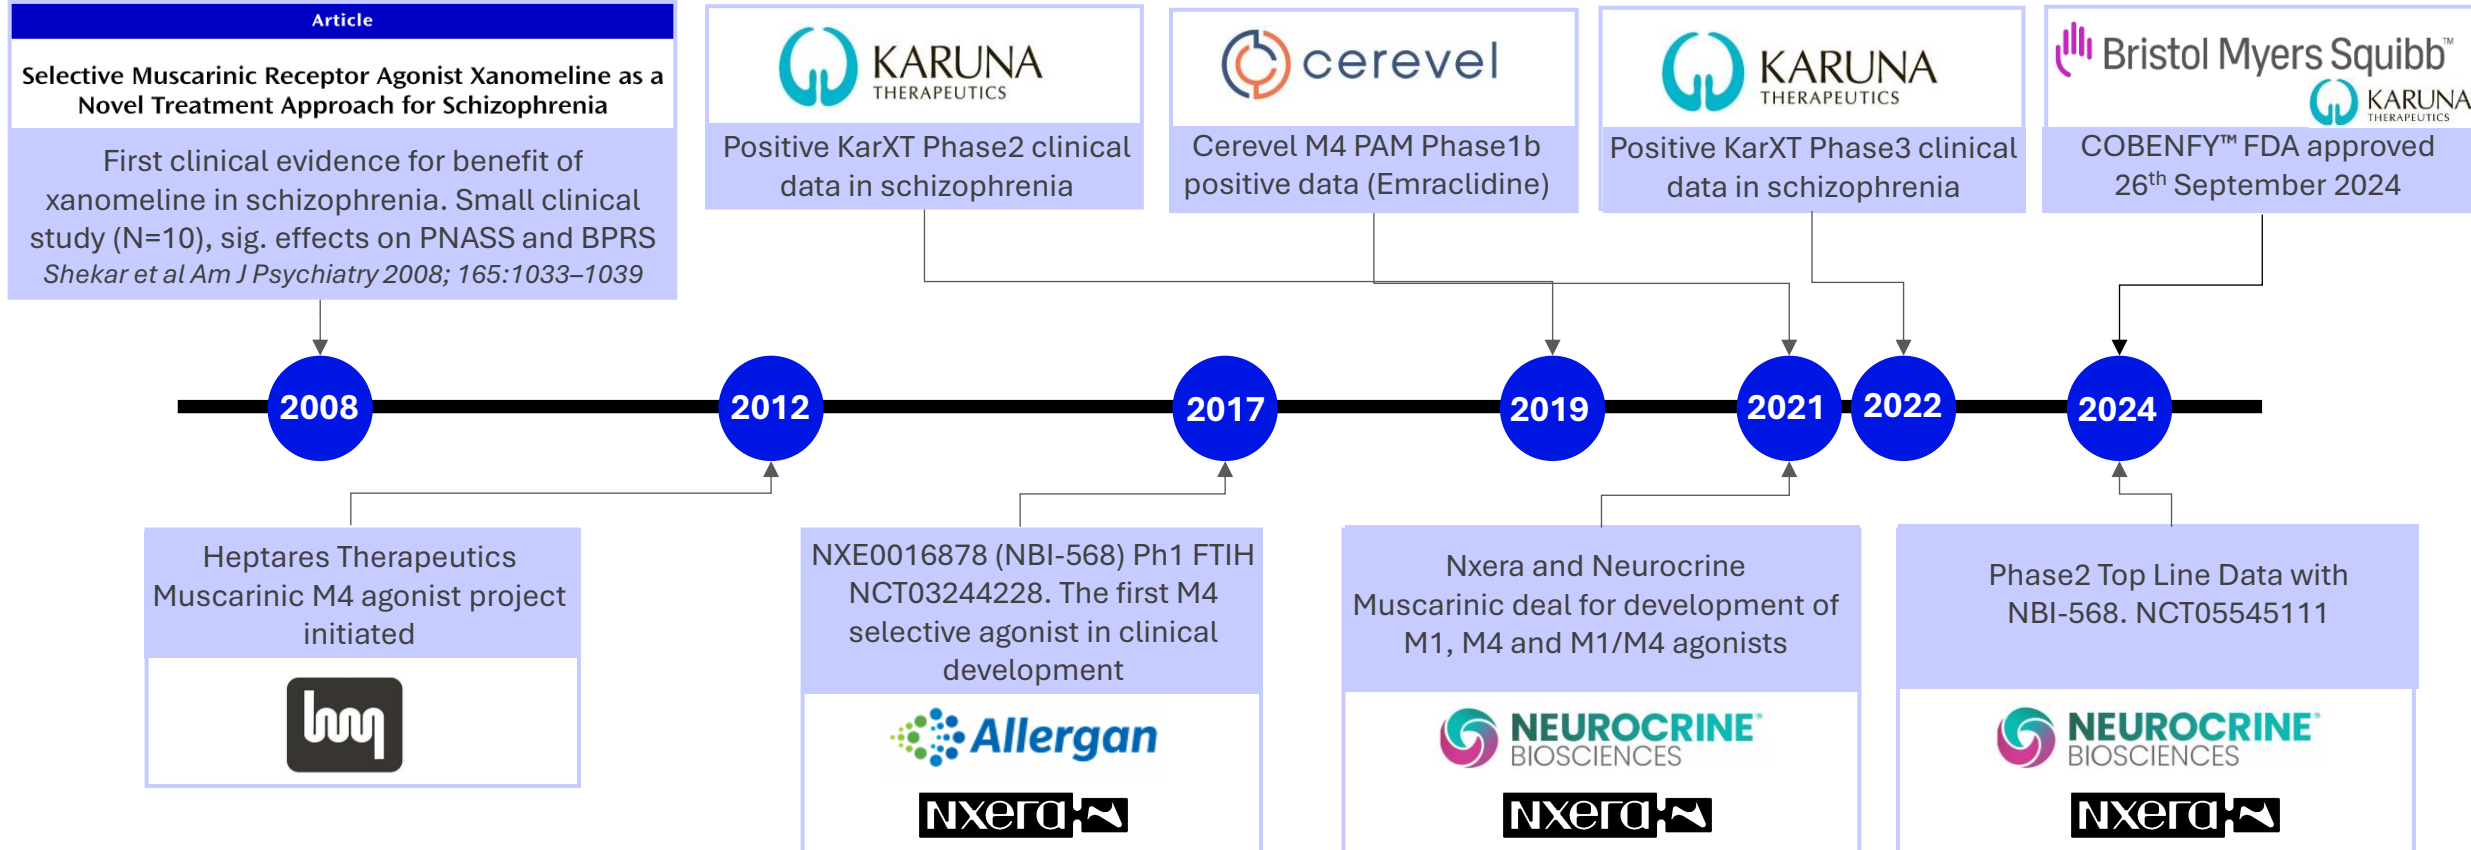 Article
Selective Muscarinic Receptor Agonist Xanomeline as a
Novel Treatment Approach for Schizophrenia
First clinical evidence for benefit of
xanomeline in schizophrenia. Small clinical
study (N=10), sig. effects on PNASS and BPRS
Shekar et al Am J Psychiatry 2008; 165:1033–1039
KARUNA
THERAPEUTICS
Positive KarXT Phase2 clinical
data in schizophrenia
cerevel
Cerevel M4 PAM Phase1b
positive data (Emraclidine)
KARUNA
THERAPEUTICS
Positive KarXT Phase3 clinical
data in schizophrenia
Bristol Myers Squibb™
KARUNA
THERAPEUTICS
COBENFY™ FDA approved
26th September 2024
2008
2012
2017
2019
2021
2022
2024
Heptares Therapeutics
Muscarinic M4 agonist project
initiated
NXE0016878 (NBI-568) Ph1 FTIH
NCT03244228. The first M4
selective agonist in clinical
development
Allergan
Nxera
Nxera and Neurocrine
Muscarinic deal for development of
M1, M4 and M1/M4 agonists
NEUROCRINE®
BIOSCIENCES
Nxera
Phase2 Top Line Data with
NBI-568. NCT05545111
NEUROCRINE®
BIOSCIENCES
Nxera